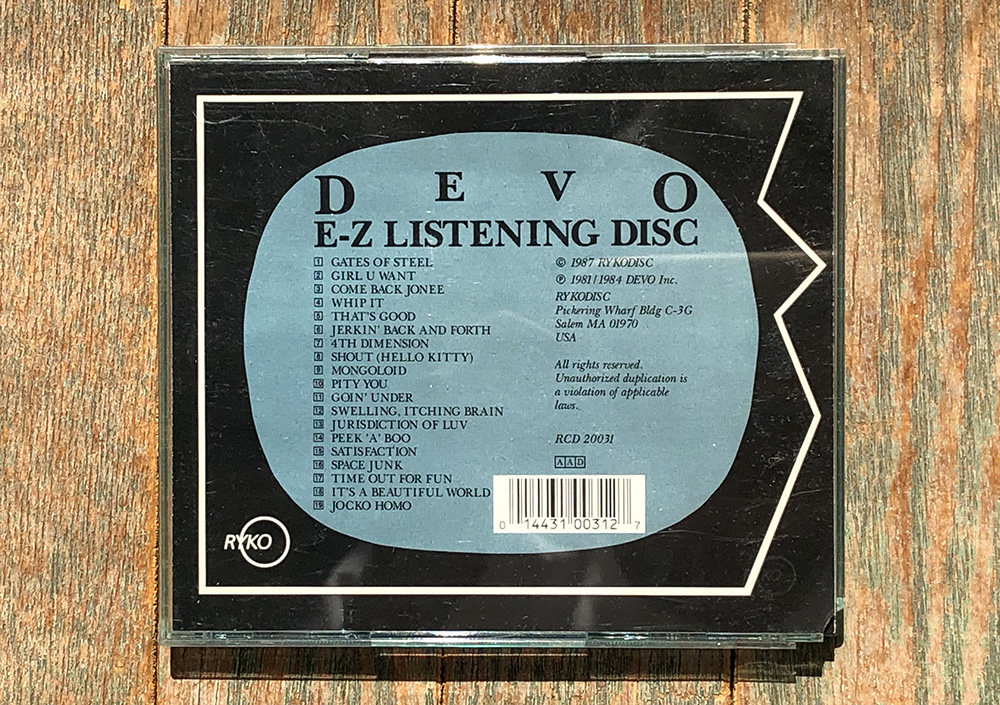 DEVO
E-Z LISTENING DISC
1 GATES OF STEEL
2 GIRL U WANT
3 COME BACK JONEE
4 WHIP IT
5 THAT'S GOOD
6 JERKIN' BACK AND FORTH
7 4TH DIMENSION
8 SHOUT (HELLO KITTY)
9 MONGOLOID
10 PITY YOU
11 GOIN' UNDER
12 SWELLING, ITCHING BRAIN
13 JURISDICTION OF LUV
14 PEEK 'A' BOO
15 SATISFACTION
16 SPACE JUNK
17 TIME OUT FOR FUN
18 IT'S A BEAUTIFUL WORLD
19 JOCKO HOMO
© 1987 RYKODISC
℗ 1981/1984 DEVO Inc.
RYKODISC
Pickering Wharf Bldg C-3G
Salem MA 01970
USA
All rights reserved.
Unauthorized duplication is
a violation of applicable
laws.
RCD 20031
AAD
0 14431 00312 7
RYKO